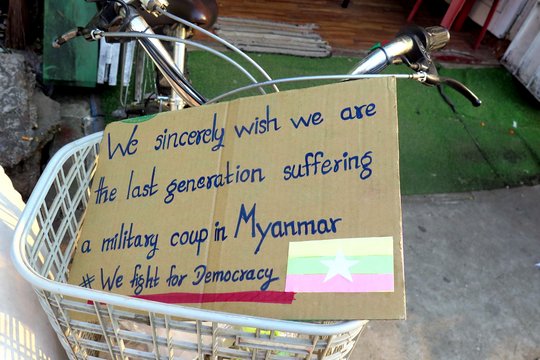 We sincerely wish we are
the last generation suffering
a military coup in Myanmar
# We fight for Democracy